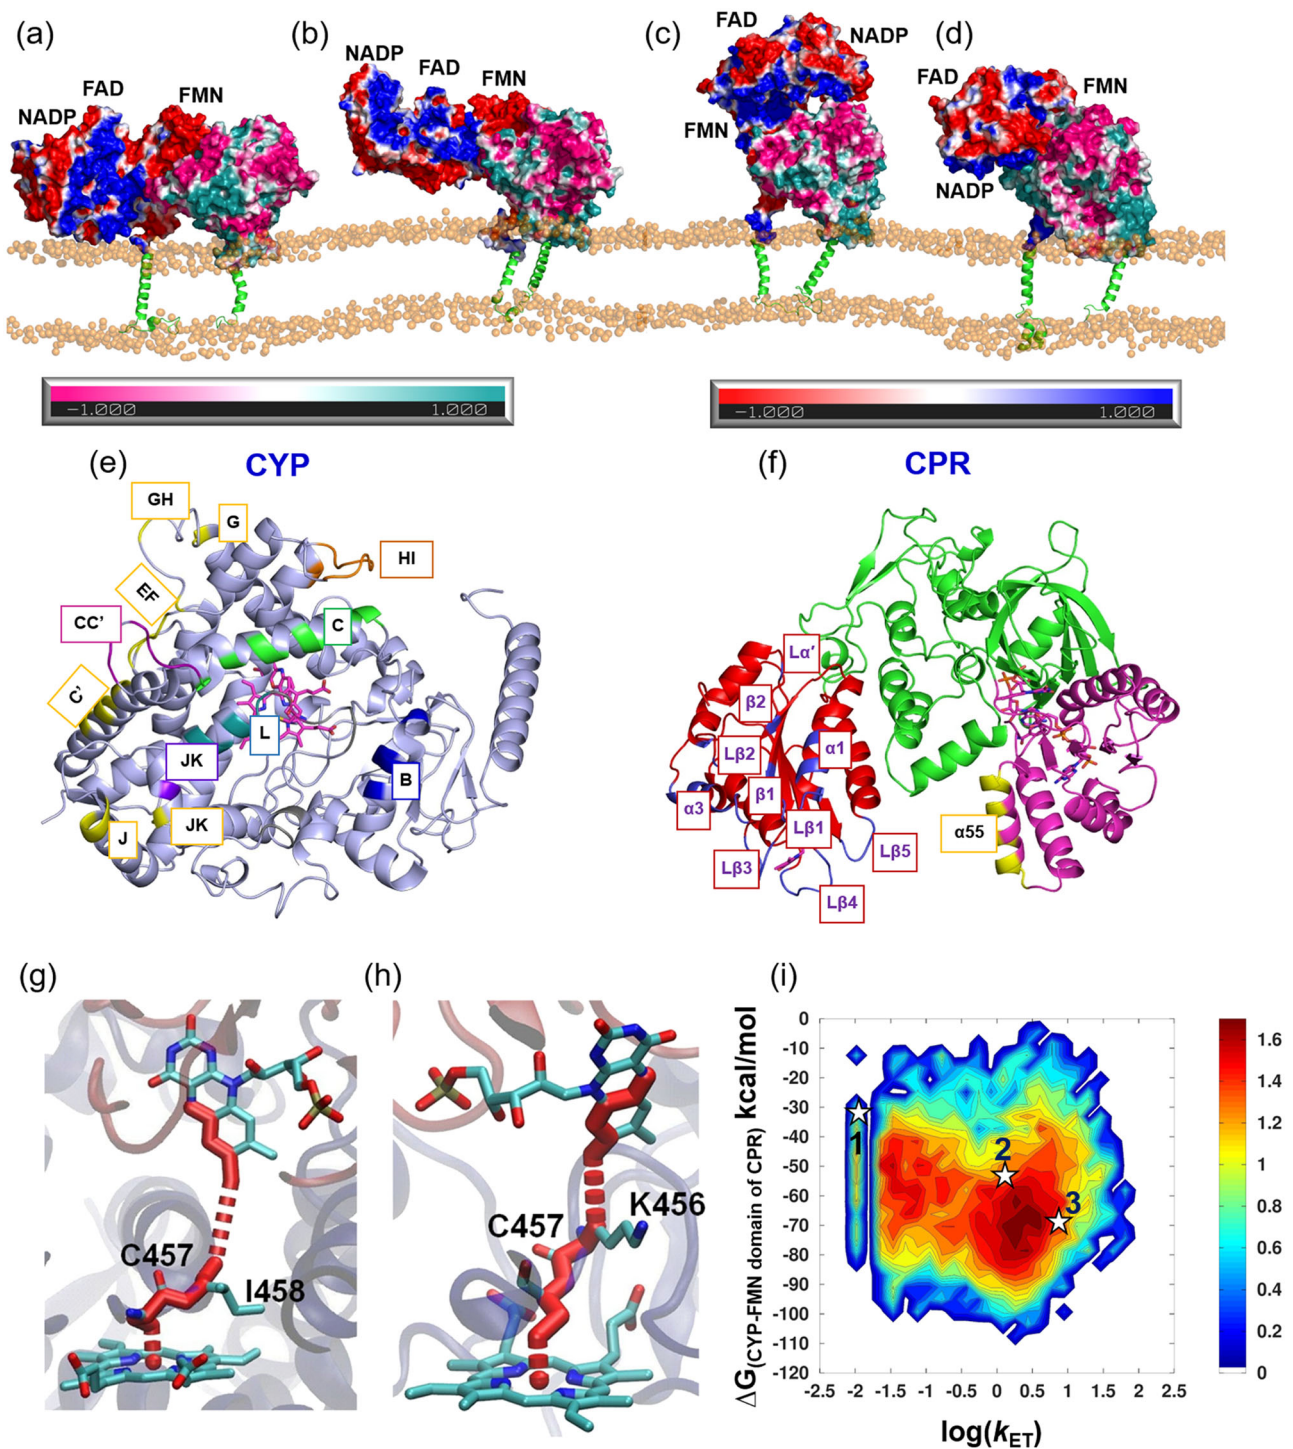 (a)
(b)
(c)
(d)
NADP
FAD
FMN
NADP
FAD
FMN
FAD
NADP
FMN
FAD
FMN
NADP
-1.000 1.000
-1.000 1.000
(e) CYP
GH
G
HI
EF
CC'
C
C'
L
JK
B
J
JK
(f) CPR
Lα′
β2
Lβ2
α1
β1
α3
Lβ1
α55
Lβ3
Lβ5
Lβ4
(g)
C457
I458
(h)
K456
C457
(i)
ΔG(CYP-FMN domain of CPR) kcal/mol
0
-10
-20
-30
-40
-50
-60
-70
-80
-90
-100
-110
-120
1
2
3
-2.5 -2 -1.5 -1 -0.5 0 0.5 1 1.5 2 2.5
log(kET)
1.6
1.4
1.2
1
0.8
0.6
0.4
0.2
0